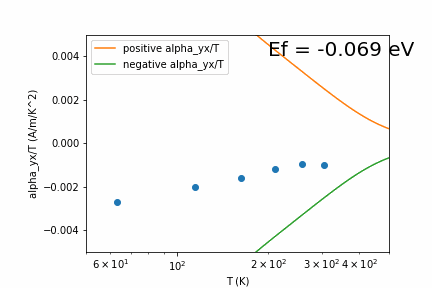 positive alpha_yx/T
negative alpha_yx/T
Ef = -0.069 eV
alpha_yx/T (A/m/K^2)
0.004
0.002
0.000
−0.002
−0.004
6 × 10¹
10²
2 × 10²
3 × 10²
4 × 10²
T (K)